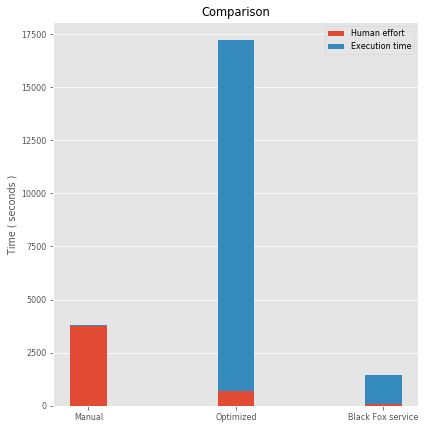 Comparison
Human effort
Execution time
Time ( seconds )
17500
15000
12500
10000
7500
5000
2500
0
Manual
Optimized
Black Fox service